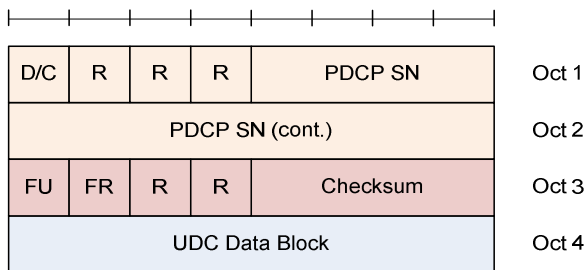 D/C R R R PDCP SN Oct 1
PDCP SN (cont.) Oct 2
FU FR R R Checksum Oct 3
UDC Data Block Oct 4